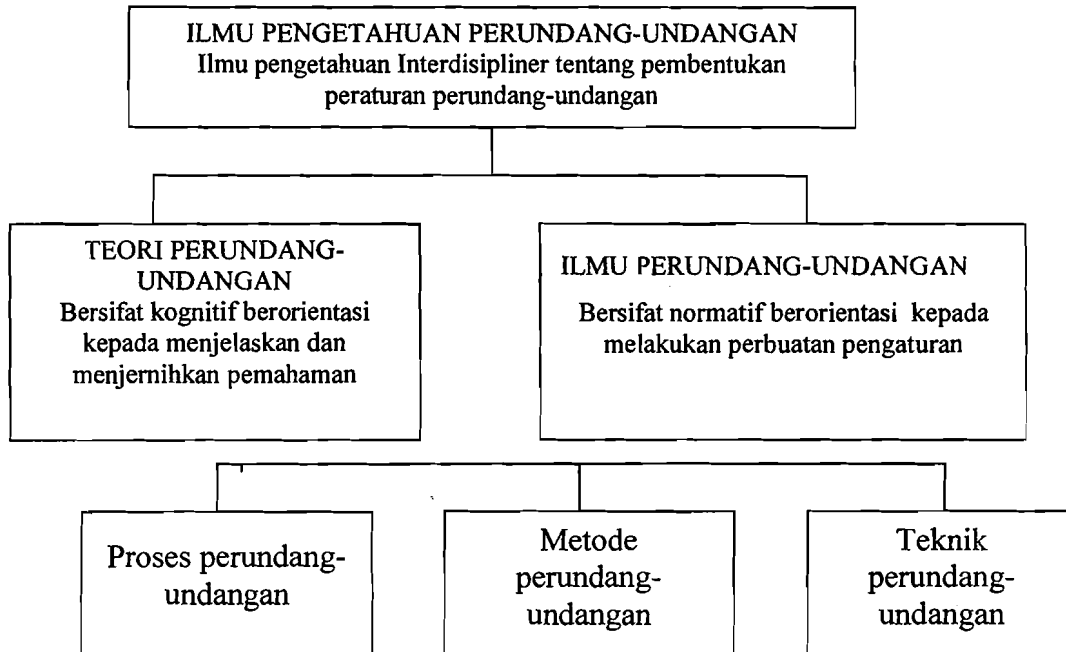 ILMU PENGETAHUAN PERUNDANG-UNDANGAN
Ilmu pengetahuan Interdisipliner tentang pembentukan
peraturan perundang-undangan
TEORI PERUNDANG-
UNDANGAN
Bersifat kognitif berorientasi
kepada menjelaskan dan
menjernihkan pemahaman
ILMU PERUNDANG-UNDANGAN
Bersifat normatif berorientasi kepada
melakukan perbuatan pengaturan
Proses perundang-
undangan
Metode
perundang-
undangan
Teknik
perundang-
undangan